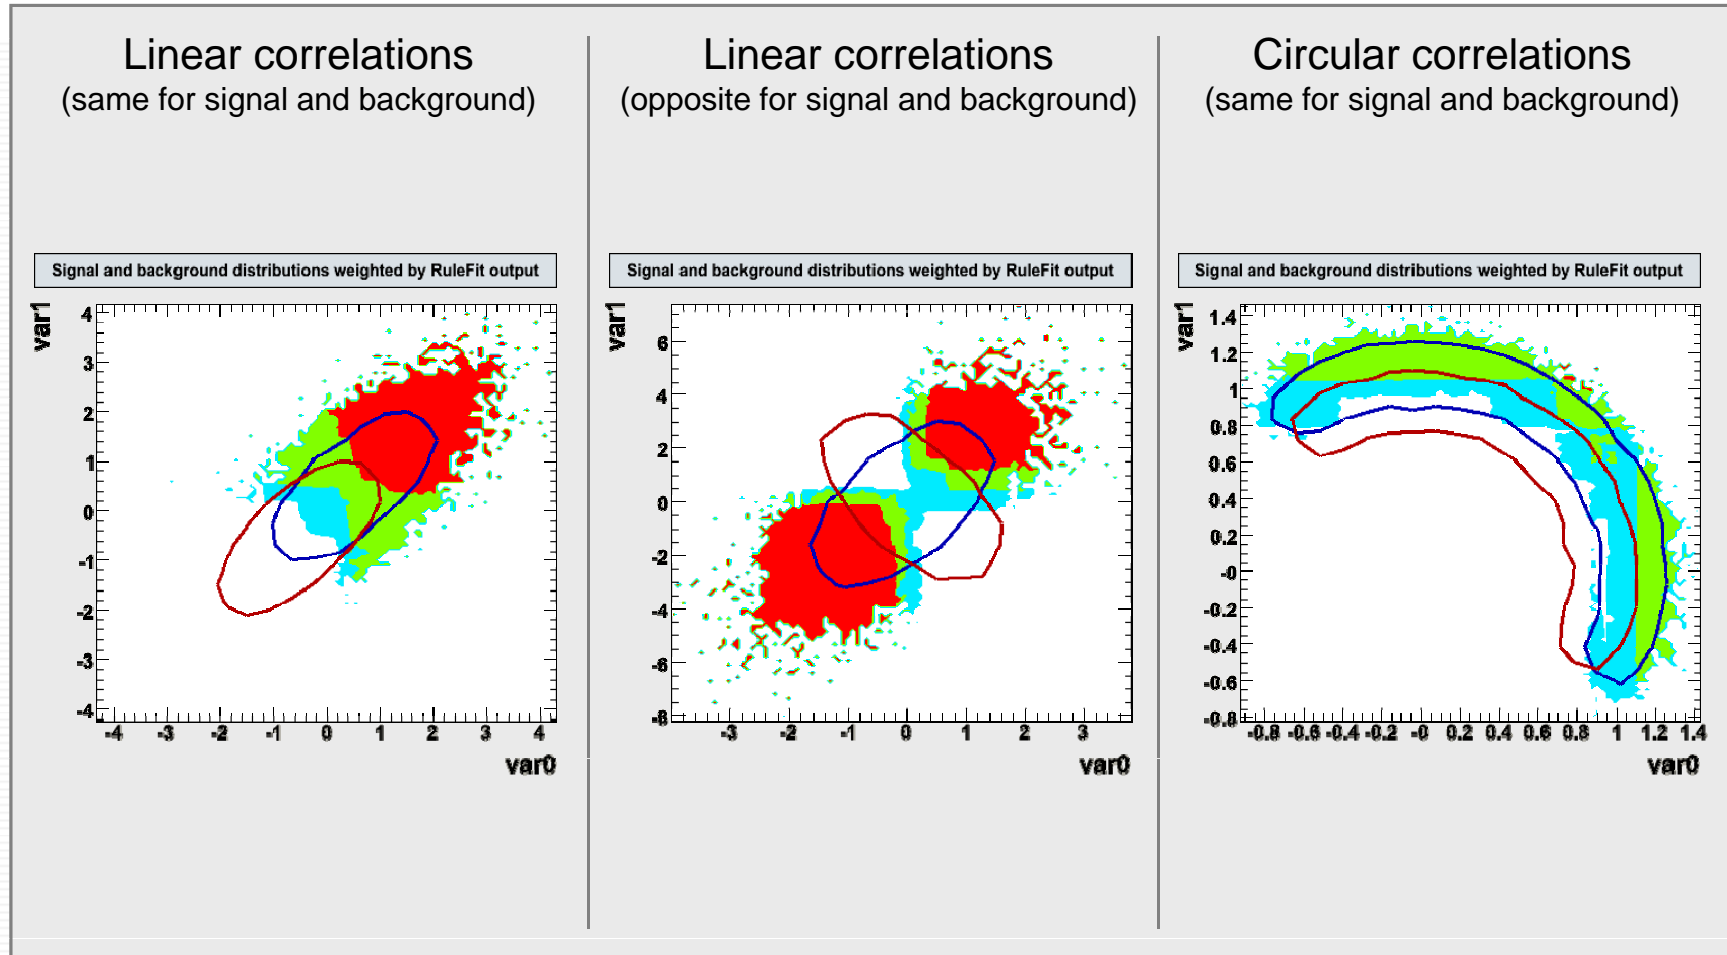 Linear correlations
(same for signal and background)
Signal and background distributions weighted by RuleFit output
var1
4
3
2
1
0
-1
-2
-3
-4
-4 -3 -2 -1 0 1 2 3 4
var0
Linear correlations
(opposite for signal and background)
Signal and background distributions weighted by RuleFit output
var1
6
4
2
0
-2
-4
-6
-8
-3 -2 -1 0 1 2 3
var0
Circular correlations
(same for signal and background)
Signal and background distributions weighted by RuleFit output
var1
1.4
1.2
1
0.8
0.6
0.4
0.2
-0
-0.2
-0.4
-0.6
-0.8
-0.8 -0.6 -0.4 -0.2 -0 0.2 0.4 0.6 0.8 1 1.2 1.4
var0